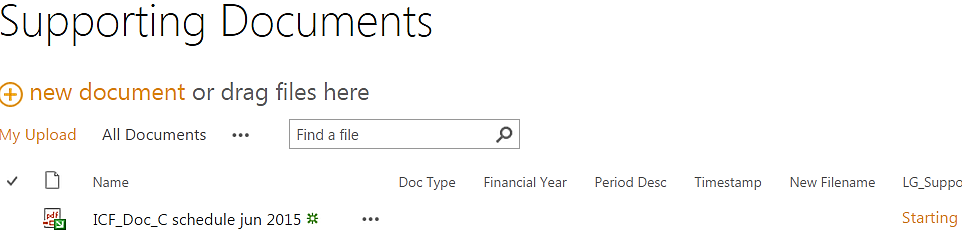 Supporting Documents
new document or drag files here
My Upload All Documents ••• Find a file
Name Doc Type Financial Year Period Desc Timestamp New Filename LG_Suppo
pdf ICF_Doc_C schedule jun 2015 ••• Starting